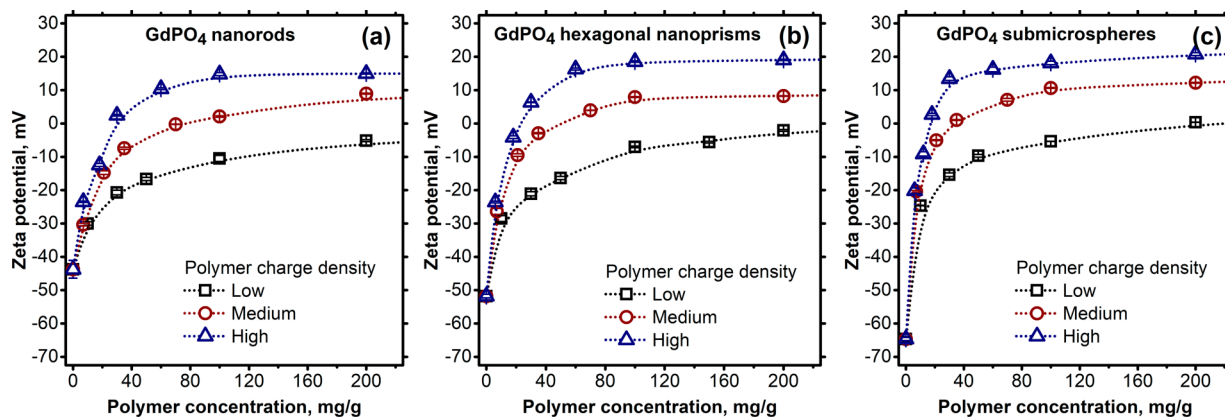 GdPO4 nanorods
(a)
Zeta potential, mV
30
20
10
0
-10
-20
-30
-40
-50
-60
-70
Polymer charge density
Low
Medium
High
0 40 80 120 160 200
Polymer concentration, mg/g
GdPO4 hexagonal nanoprisms
(b)
Zeta potential, mV
30
20
10
0
-10
-20
-30
-40
-50
-60
-70
Polymer charge density
Low
Medium
High
0 40 80 120 160 200
Polymer concentration, mg/g
GdPO4 submicrospheres
(c)
Zeta potential, mV
30
20
10
0
-10
-20
-30
-40
-50
-60
-70
Polymer charge density
Low
Medium
High
0 40 80 120 160 200
Polymer concentration, mg/g